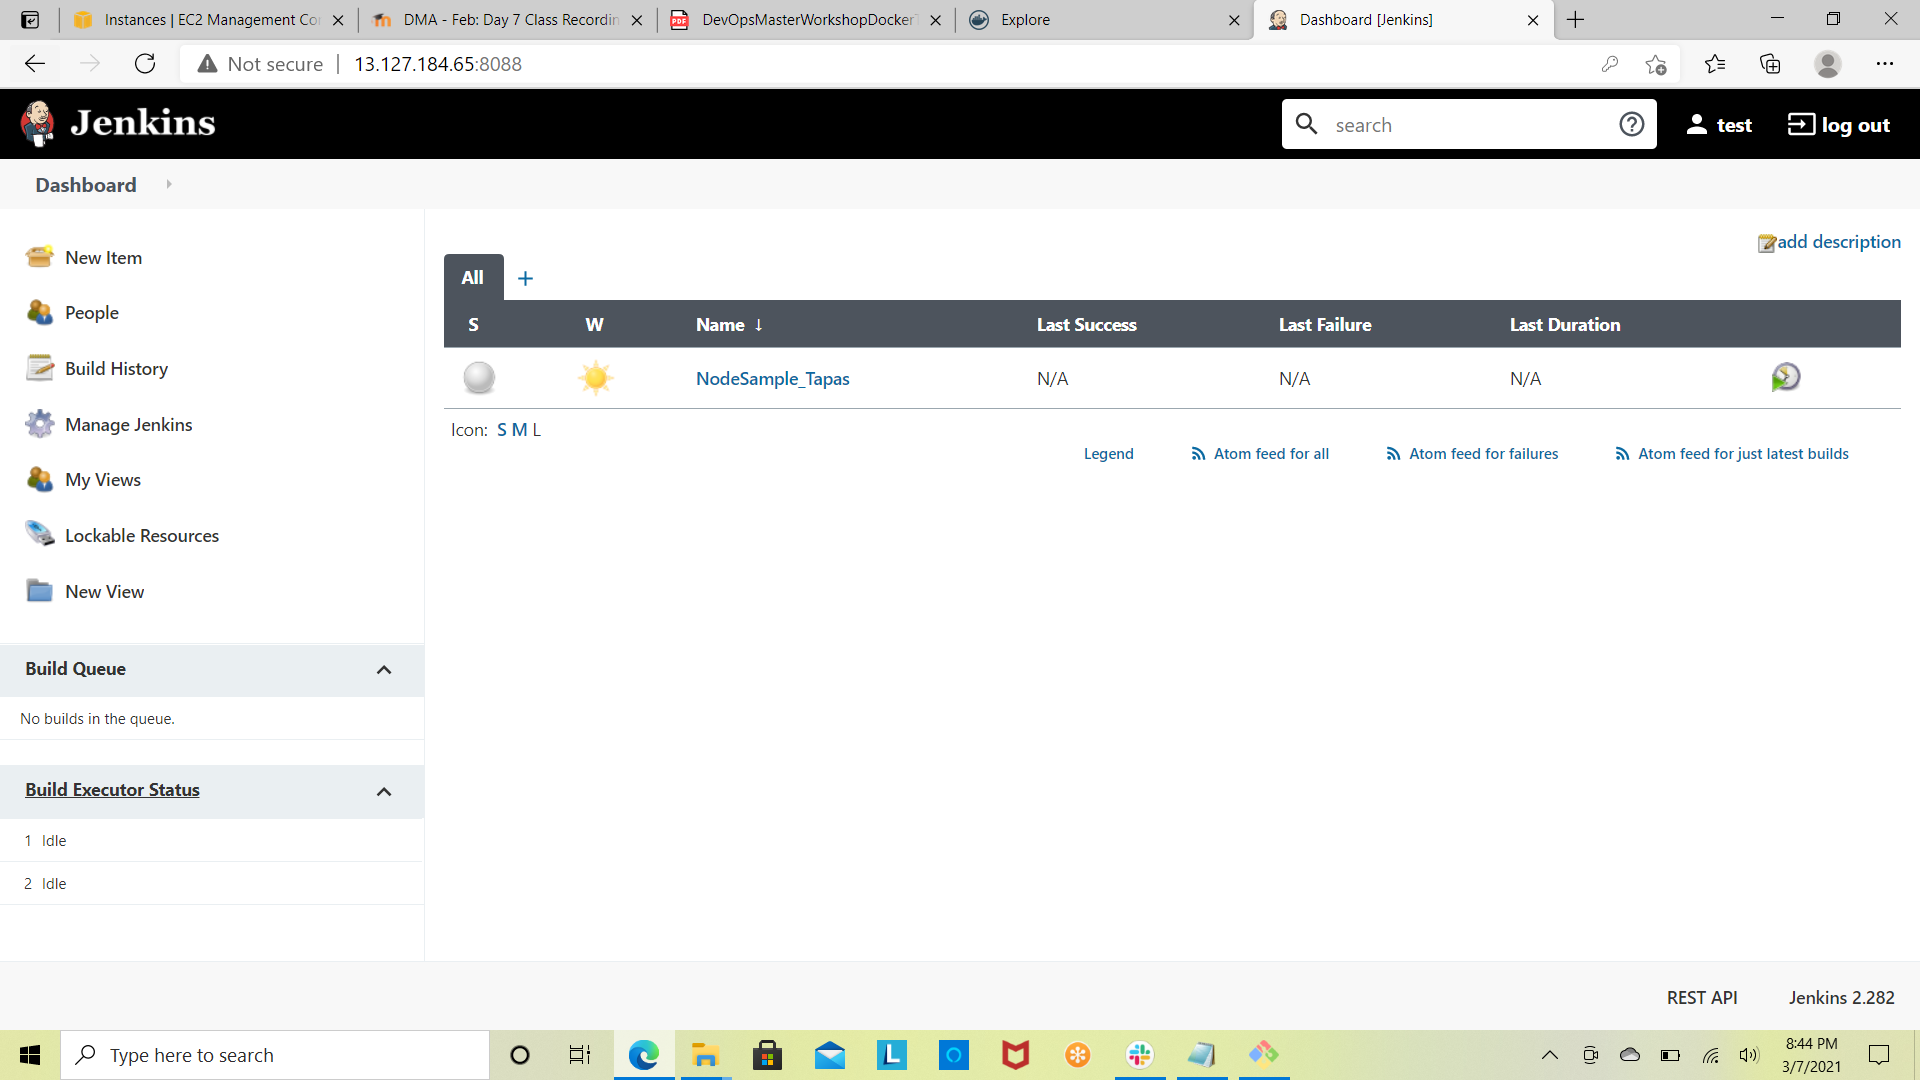 Instances | EC2 Management Co
DMA - Feb: Day 7 Class Recordin
DevOpsMasterWorkshopDocker
Explore
Dashboard [Jenkins]
Not secure | 13.127.184.65:8088
Jenkins
search
test
log out
Dashboard
New Item
People
Build History
Manage Jenkins
My Views
Lockable Resources
New View
Build Queue
No builds in the queue.
Build Executor Status
1 Idle
2 Idle
add description
All +
S W Name ↓ Last Success Last Failure Last Duration
NodeSample_Tapas N/A N/A N/A
Icon: S M L
Legend Atom feed for all Atom feed for failures Atom feed for just latest builds
REST API Jenkins 2.282
Type here to search
8:44 PM
3/7/2021